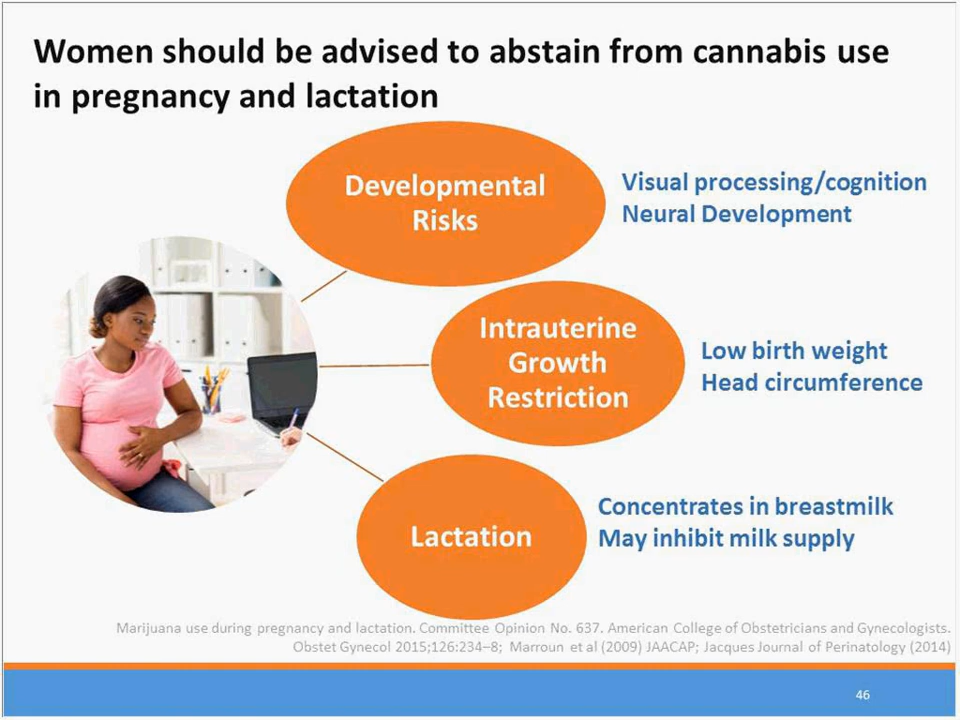 Women should be advised to abstain from cannabis use
in pregnancy and lactation
Developmental
Risks
Visual processing/cognition
Neural Development
Intrauterine
Growth
Restriction
Low birth weight
Head circumference
Lactation
Concentrates in breastmilk
May inhibit milk supply
Marijuana use during pregnancy and lactation. Committee Opinion No. 637. American College of Obstetricians and Gynecologists.
Obstet Gynecol 2015;126:234–8; Marroun et al (2009) JAACAP; Jacques Journal of Perinatology (2014)
46